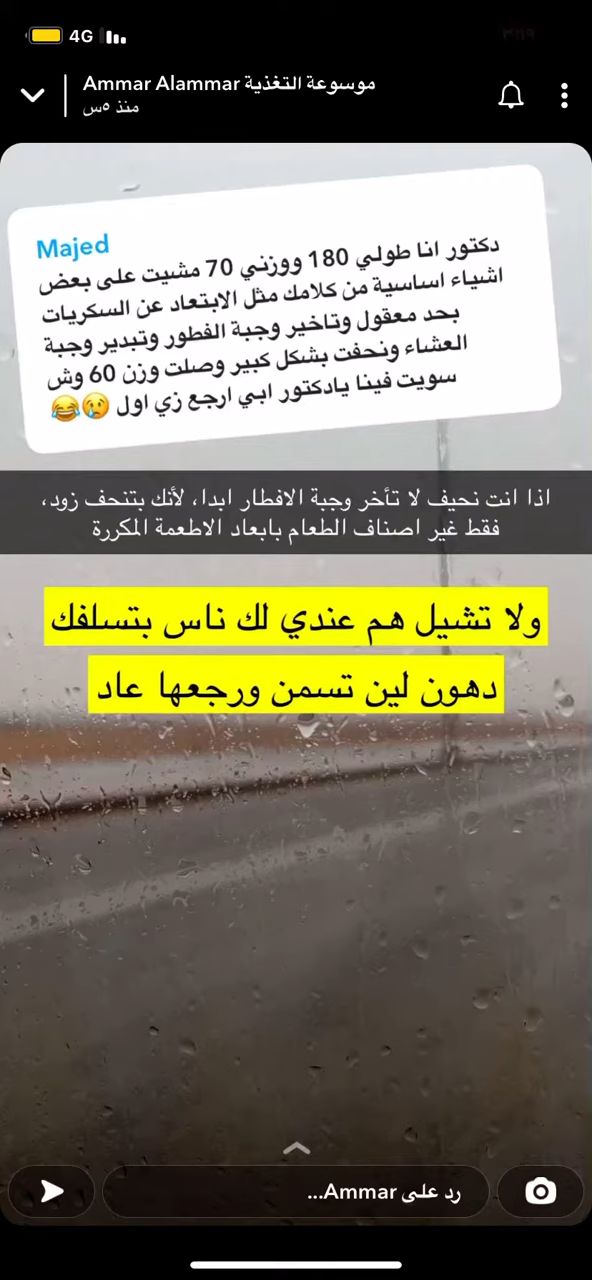 4G
موسوعة التغذية Ammar Alammar
منذ ٥س
Majed
دكتور انا طولي 180 ووزني 70 مشيت على بعض
اشياء اساسية من كلامك مثل الابتعاد عن السكريات
بحد معقول وتاخير وجبة الفطور وتبدير وجبة
العشاء ونحفت بشكل كبير وصلت وزن 60 وش
سويت فينا يادكتور ابي ارجع زي اول 😢😂
اذا انت نحيف لا تأخر وجبة الافطار ابدا، لأنك بتنحف زود،
فقط غير اصناف الطعام بابعاد الاطعمة المكررة
ولا تشيل هم عندي لك ناس بتسلفك
دهون لين تسمن ورجعها عاد
رد على Ammar...